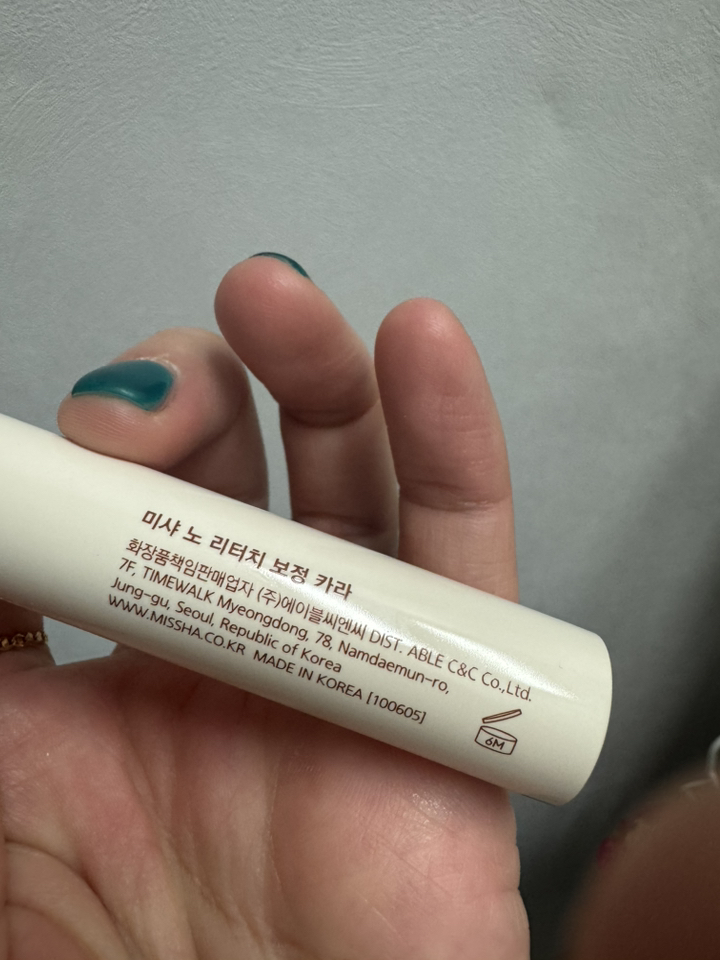 미샤 노 리터치 보정 카라
화장품책임판매업자 (주)에이블씨엔씨 DIST. ABLE C&C Co.,Ltd.
7F, TIMEWALK Myeongdong, 78, Namdaemun-ro,
Jung-gu, Seoul, Republic of Korea
WWW.MISSHA.CO.KR MADE IN KOREA [100605]
6M